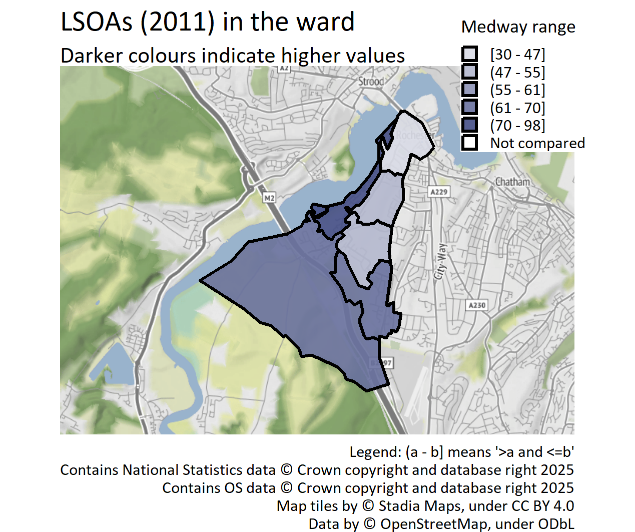 LSOAs (2011) in the ward
Darker colours indicate higher values
Medway range
[30 - 47]
(47 - 55]
(55 - 61]
(61 - 70]
(70 - 98]
Not compared
A2
Strood
Chatham
A229
M2
City Way
A230
Legend: (a - b] means '>a and <=b'
Contains National Statistics data © Crown copyright and database right 2025
Contains OS data © Crown copyright and database right 2025
Map tiles by © Stadia Maps, under CC BY 4.0
Data by © OpenStreetMap, under ODbL